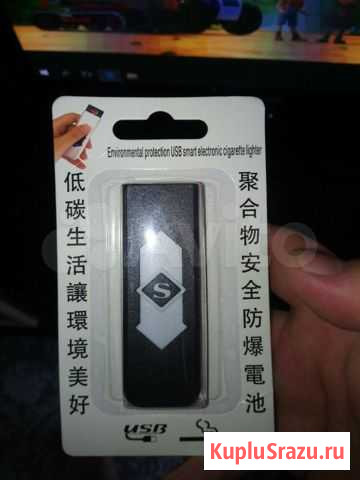 Environmental protection USB smart electronic cigarette lighter
低碳生活讓環境美好
聚合物安全防爆電池
S
Avito
USB
KupluSrazu.ru